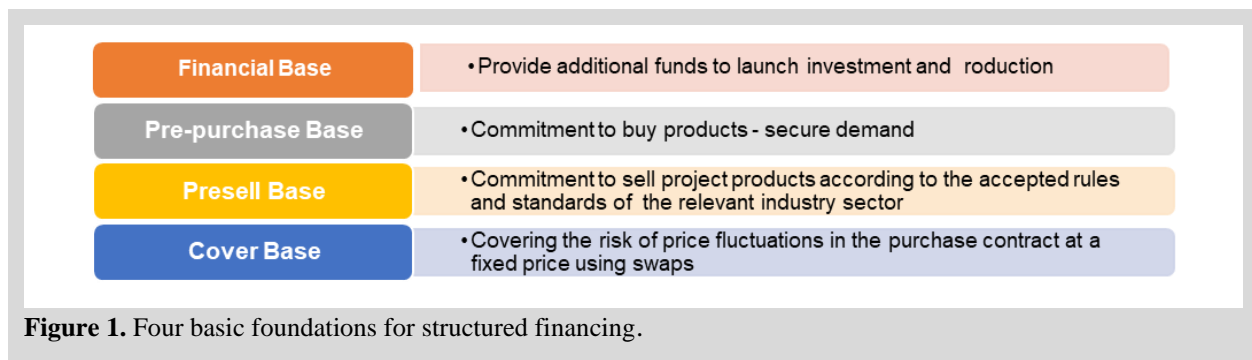 Financial Base
•Provide additional funds to launch investment and roduction
Pre-purchase Base
•Commitment to buy products - secure demand
Presell Base
•Commitment to sell project products according to the accepted rules
and standards of the relevant industry sector
Cover Base
•Covering the risk of price fluctuations in the purchase contract at a
fixed price using swaps
Figure 1. Four basic foundations for structured financing.